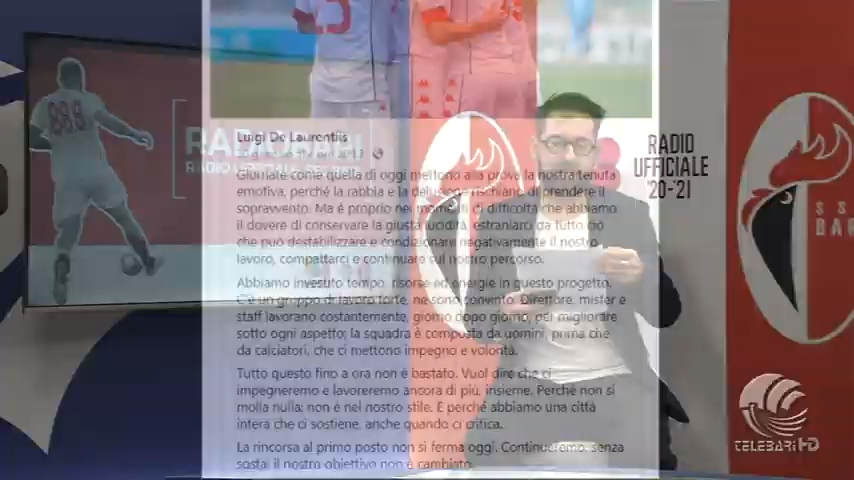 Luigi De Laurentiis
Giornate come quella di oggi mettono alla prova la nostra tenuta
emotiva, perché la rabbia e la delusione rischiano di prendere il
sopravvento. Ma è proprio nei momenti di difficoltà che abbiamo
il dovere di conservare la giusta lucidità, estraniarci da tutto ciò
che può destabilizzare e condizionare negativamente il nostro
lavoro, compattarci e continuare sul nostro percorso.
Abbiamo investito tempo, risorse ed energie in questo progetto.
C'è un gruppo di lavoro forte, ne sono convinto. Direttore, mister e
staff lavorano costantemente, giorno dopo giorno, per migliorare
sotto ogni aspetto; la squadra è composta da uomini, prima che
da calciatori, che ci mettono impegno e volontà.
Tutto questo fino a ora non è bastato. Vuol dire che ci
impegneremo e lavoreremo ancora di più, insieme. Perché non si
molla nulla: non è nel nostro stile. E perché abbiamo una città
intera che ci sostiene, anche quando ci critica.
La rincorsa al primo posto non si ferma oggi. Continueremo, senza
sosta: il nostro obiettivo non è cambiato.
RADIOBARI
RADIO UFFICIALE
RADIO
UFFICIALE
'20-'21
SS
BAR
TELEBARI HD